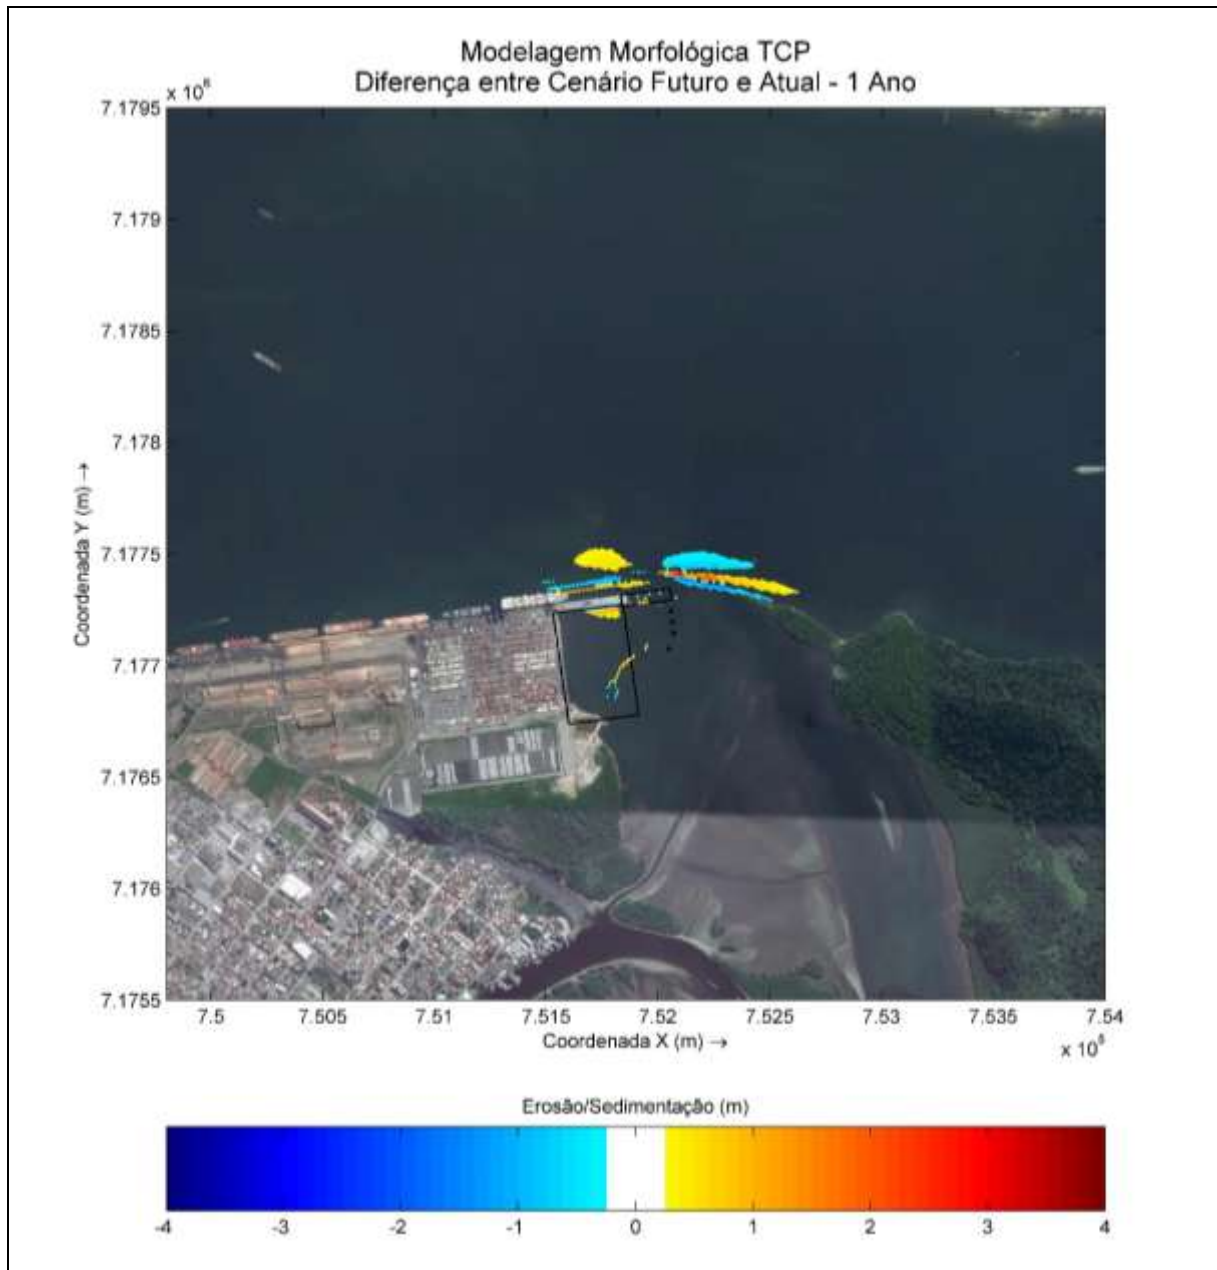 Modelagem Morfológica TCP
Diferença entre Cenário Futuro e Atual - 1 Ano
x 10⁶
7.1795
7.179
7.1785
7.178
7.1775
7.177
7.1765
7.176
7.1755
Coordenada Y (m) →
7.5 7.505 7.51 7.515 7.52 7.525 7.53 7.535 7.54
Coordenada X (m) →
x 10⁵
Erosão/Sedimentação (m)
-4 -3 -2 -1 0 1 2 3 4